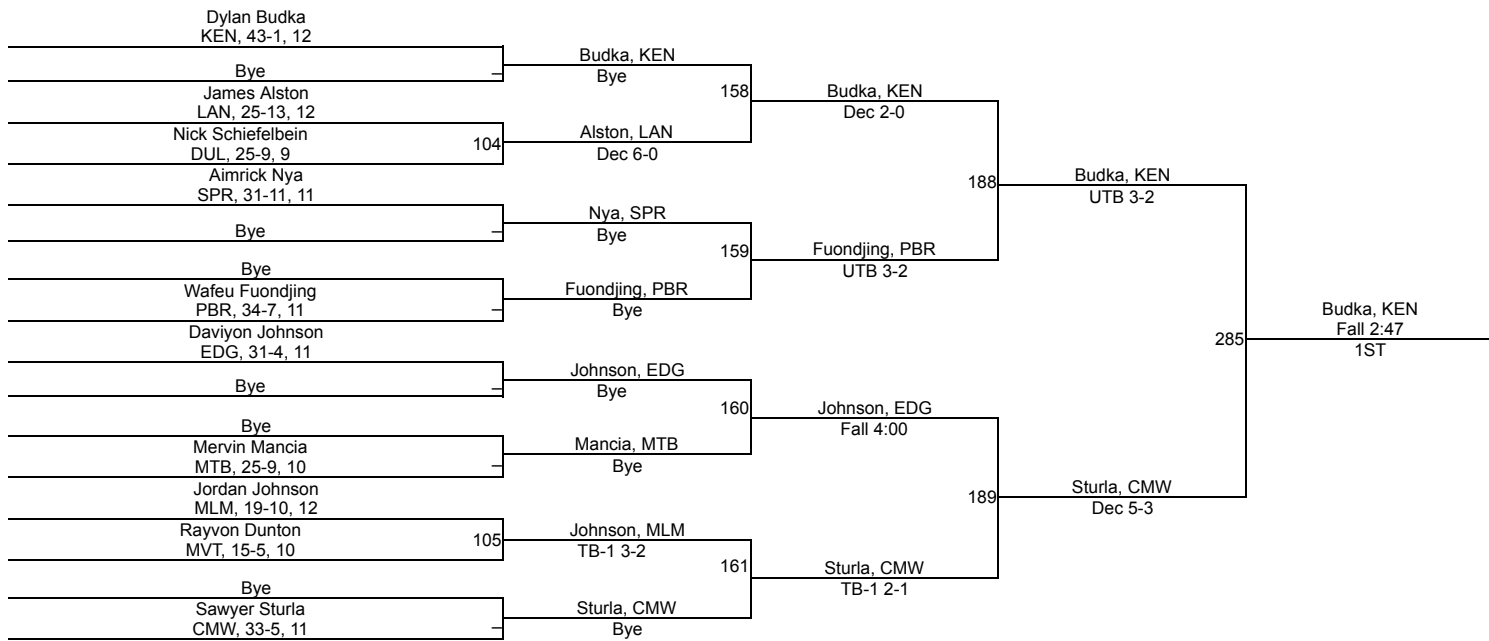 Dylan Budka
KEN, 43-1, 12
Bye
James Alston
LAN, 25-13, 12
Nick Schiefelbein
DUL, 25-9, 9
104
Aimrick Nya
SPR, 31-11, 11
Bye
Bye
Wafeu Fuondjing
PBR, 34-7, 11
Daviyon Johnson
EDG, 31-4, 11
Bye
Bye
Mervin Mancia
MTB, 25-9, 10
Jordan Johnson
MLM, 19-10, 12
Rayvon Dunton
MVT, 15-5, 10
105
Bye
Sawyer Sturla
CMW, 33-5, 11
Budka, KEN
Bye
158
Alston, LAN
Dec 6-0
Nya, SPR
Bye
159
Fuondjing, PBR
Bye
Johnson, EDG
Bye
160
Mancia, MTB
Bye
Johnson, MLM
TB-1 3-2
161
Sturla, CMW
Bye
Budka, KEN
Dec 2-0
188
Fuondjing, PBR
UTB 3-2
Johnson, EDG
Fall 4:00
189
Sturla, CMW
TB-1 2-1
Budka, KEN
UTB 3-2
285
Sturla, CMW
Dec 5-3
Budka, KEN
Fall 2:47
1ST